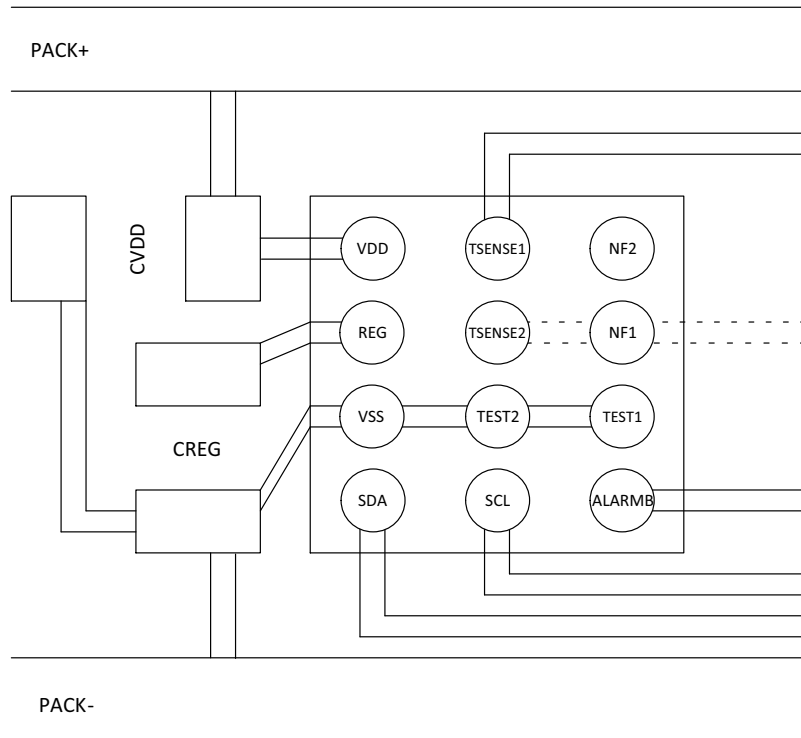 PACK+
CVDD
VDD
TSENSE1
NF2
REG
TSENSE2
NF1
VSS
TEST2
TEST1
CREG
SDA
SCL
ALARMB
PACK-